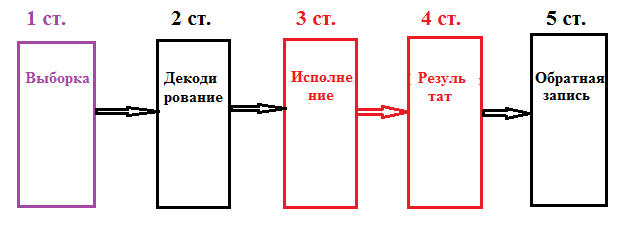 1 ст.
2 ст.
3 ст.
4 ст.
5 ст.
Выборка
Декоди
рование
Исполне
ние
Резуль
тат
Обратная
запись